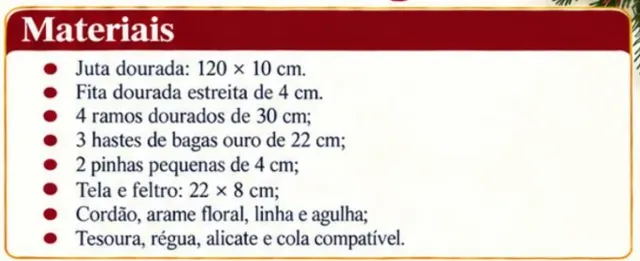 Materiais
Juta dourada: 120 × 10 cm.
Fita dourada estreita de 4 cm.
4 ramos dourados de 30 cm;
3 hastes de bagas ouro de 22 cm;
2 pinhas pequenas de 4 cm;
Tela e feltro: 22 × 8 cm;
Cordão, arame floral, linha e agulha;
Tesoura, régua, alicate e cola compatível.